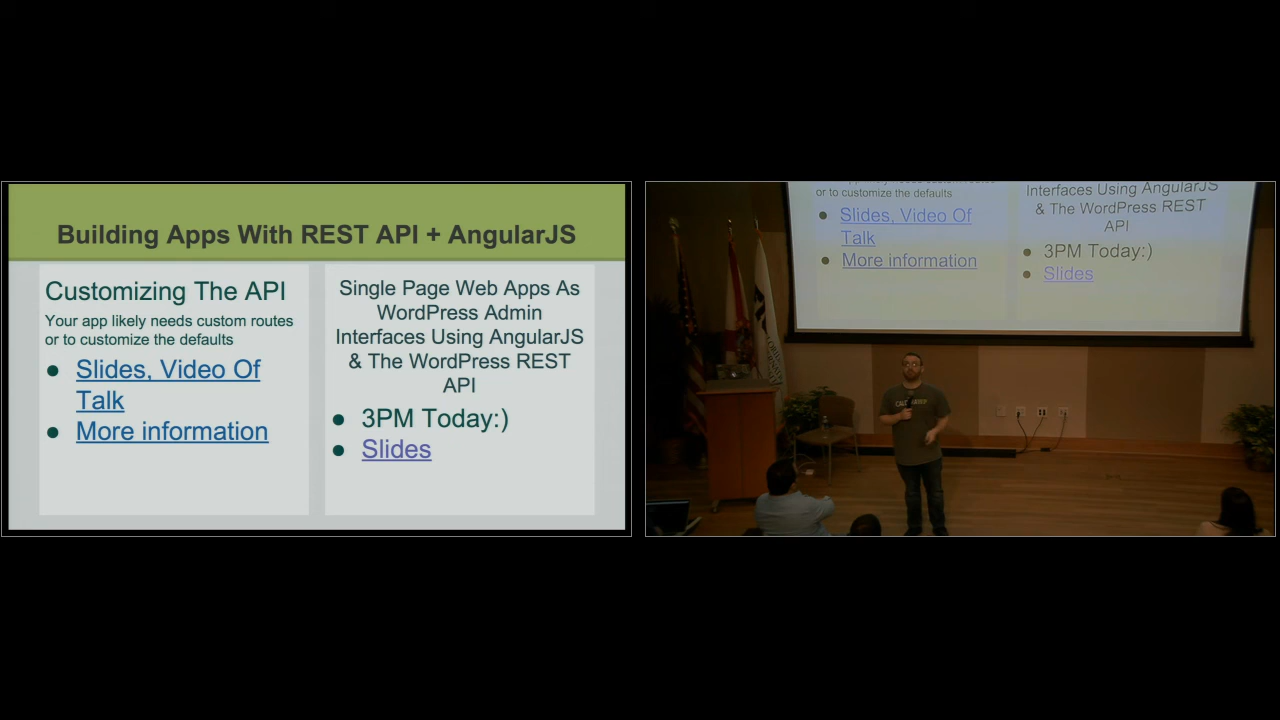 Building Apps With REST API + AngularJS
Customizing The API
Your app likely needs custom routes
or to customize the defaults
● Slides, Video Of
Talk
● More information
Single Page Web Apps As
WordPress Admin
Interfaces Using AngularJS
& The WordPress REST
API
● 3PM Today:)
● Slides
or to customize the defaults
● Slides, Video Of
Talk
● More information
Interfaces Using AngularJS
& The WordPress REST
API
● 3PM Today:)
● Slides